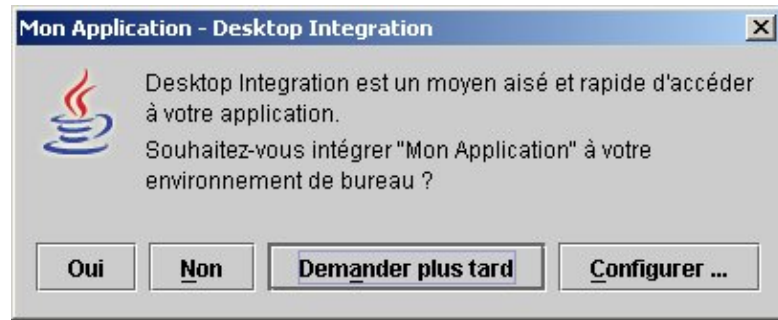 Mon Application - Desktop Integration
Desktop Integration est un moyen aisé et rapide d'accéder
à votre application.
Souhaitez-vous intégrer "Mon Application" à votre
environnement de bureau ?
Oui Non Demander plus tard Configurer ...